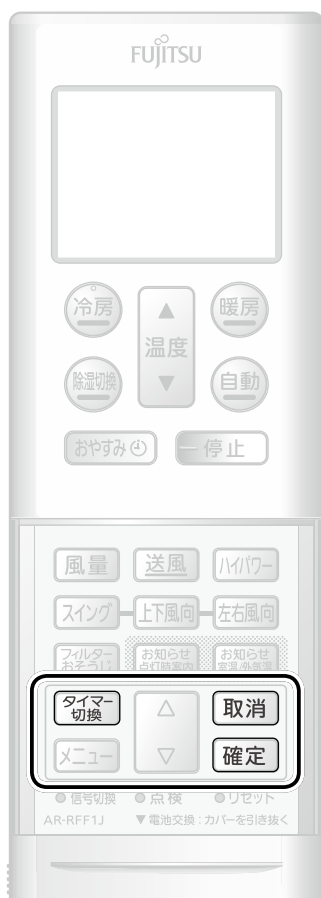 FUJITSU
冷房 ▲ 暖房
温度
除湿切換 ▼ 自動
おやすみ 停止
風量 送風 ハイパワー
スイング 上下風向 左右風向
フィルター お知らせ お知らせ
おそうじ 点灯時案内 室温/外気温
タイマー切換 △ 取消
メニュー ▽ 確定
信号切換 点検 リセット
AR-RFF1J ▼電池交換：カバーを引き抜く